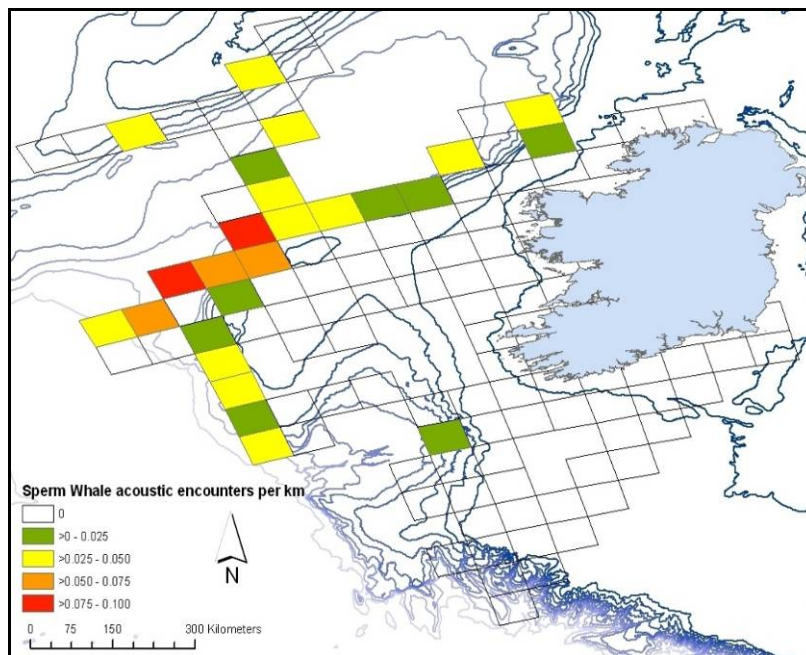 Sperm Whale acoustic encounters per km
0
>0 - 0.025
>0.025 - 0.050
>0.050 - 0.075
>0.075 - 0.100
N
0 75 150 300 Kilometers